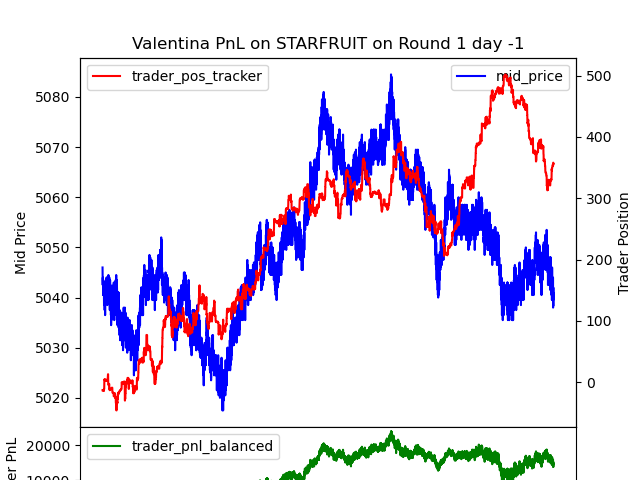 Valentina PnL on STARFRUIT on Round 1 day -1
trader_pos_tracker
mid_price
5080
5070
5060
5050
5040
5030
5020
Mid Price
500
400
300
200
100
0
Trader Position
trader_pnl_balanced
20000
10000
PnL